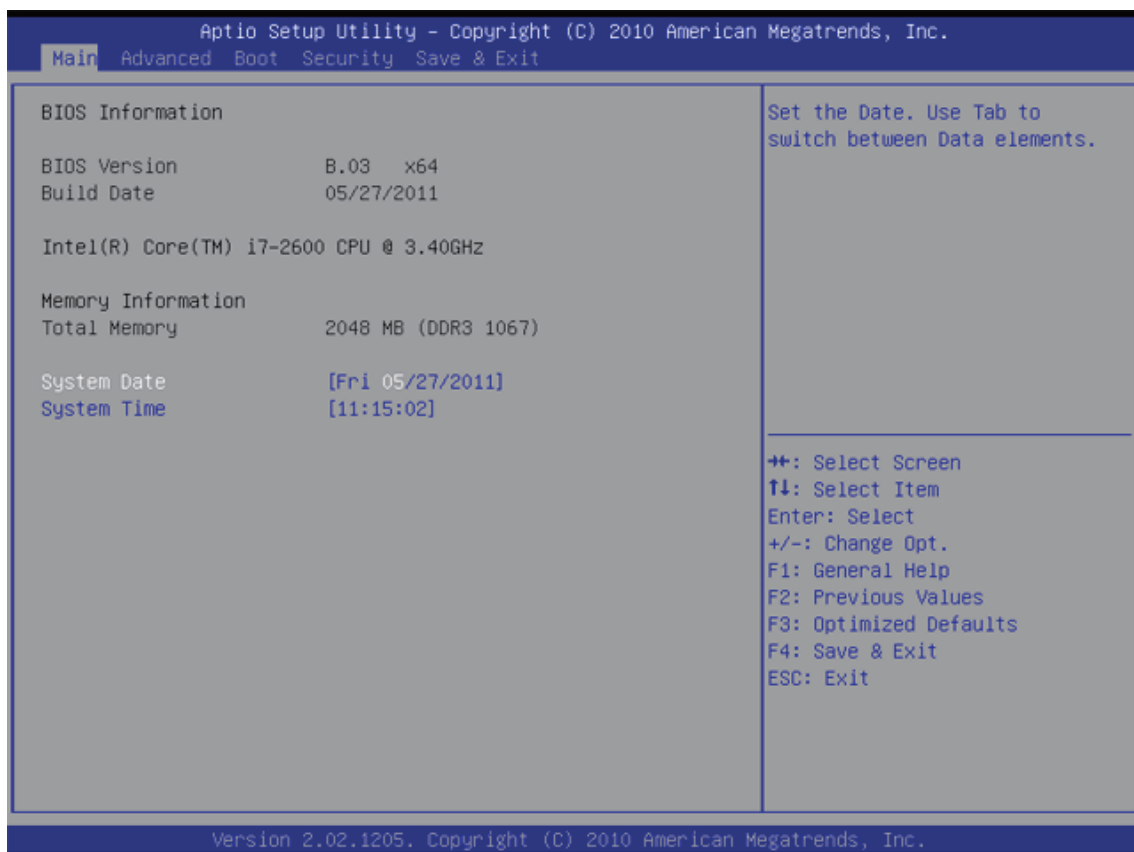 Aptio Setup Utility – Copyright (C) 2010 American Megatrends, Inc.
Main Advanced Boot Security Save & Exit
BIOS Information
BIOS Version B.03 x64
Build Date 05/27/2011
Intel(R) Core(TM) i7-2600 CPU @ 3.40GHz
Memory Information
Total Memory 2048 MB (DDR3 1067)
System Date [Fri 05/27/2011]
System Time [11:15:02]
Set the Date. Use Tab to
switch between Data elements.
→←: Select Screen
↑↓: Select Item
Enter: Select
+/-: Change Opt.
F1: General Help
F2: Previous Values
F3: Optimized Defaults
F4: Save & Exit
ESC: Exit
Version 2.02.1205. Copyright (C) 2010 American Megatrends, Inc.